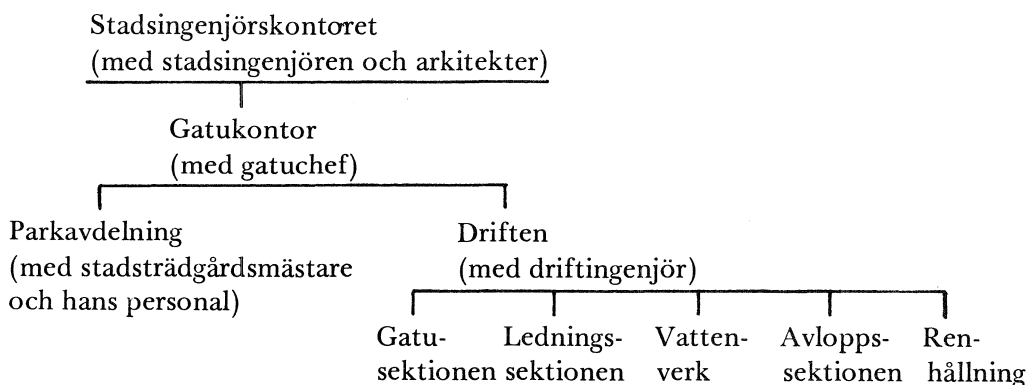 Stadsingenjörskontoret
(med stadsingenjören och arkitekter)
Gatukontor
(med gatuchef)
Parkavdelning
(med stadsträdgårdsmästare
och hans personal)
Driften
(med driftingenjör)
Gatu-
sektionen
Lednings-
sektionen
Vatten-
verk
Avlopps-
sektionen
Ren-
hållning